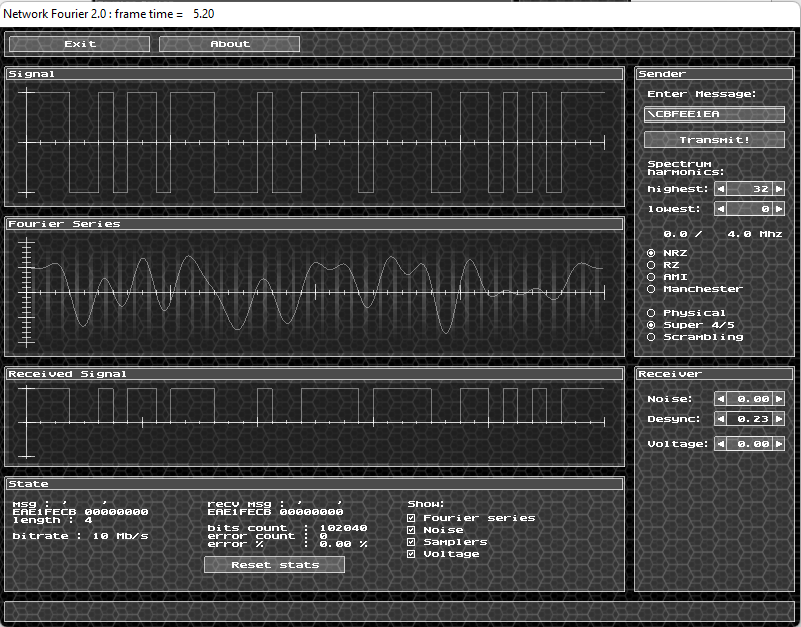 Network Fourier 2.0 : frame time =   5.20
Exit
About
Signal
Fourier Series
Received Signal
State
msg : '     '
EAE1FECB 00000000
length : 4
bitrate : 10 Mb/s
recv msg : '     '
EAE1FECB 00000000
bits count  : 102040
error count : 0
error %     : 0.00 %
Reset stats
Show:
Fourier series
Noise
Samplers
Voltage
Sender
Enter Message:
\CBFEE1EA
Transmit!
Spectrum
harmonics:
highest: 32
lowest: 0
0.0 /   4.0 Mhz
NRZ
RZ
AMI
Manchester
Physical
Super 4/5
Scrambling
Receiver
Noise: 0.00
Desync: 0.23
Voltage: 0.00